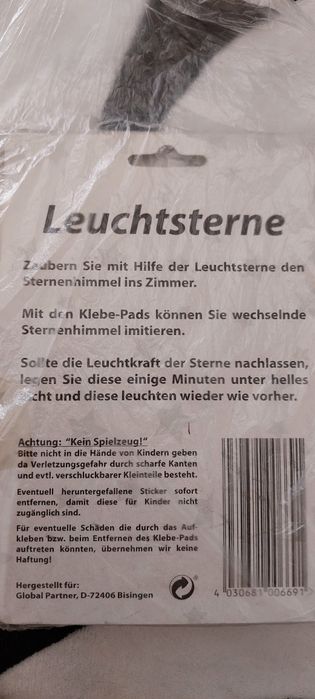 Leuchtsterne
Zaubern Sie mit Hilfe der Leuchtsterne den
Sternenhimmel ins Zimmer.
Mit den Klebe-Pads können Sie wechselnde
Sternenhimmel imitieren.
Sollte die Leuchtkraft der Sterne nachlassen,
legen Sie diese einige Minuten unter helles
Licht und diese leuchten wieder wie vorher.
Achtung: "Kein Spielzeug!"
Bitte nicht in die Hände von Kindern geben
da Verletzungsgefahr durch scharfe Kanten
und evtl. verschluckbarer Kleinteile besteht.
Eventuell heruntergefallene Sticker sofort
entfernen, damit diese für Kinder nicht
zugänglich sind.
Für eventuelle Schäden die durch das Auf-
kleben bzw. beim Entfernen des Klebe-Pads
auftreten könnten, übernehmen wir keine
Haftung!
Hergestellt für:
Global Partner, D-72406 Bisingen
4 030681 006691 >